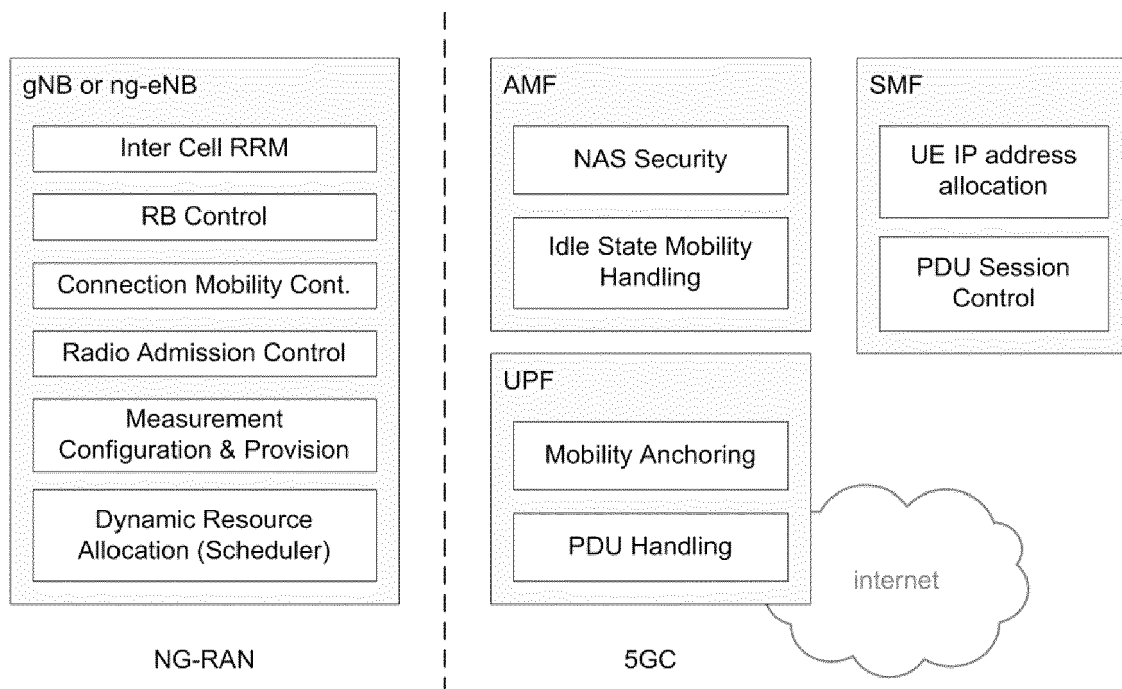 gNB or ng-eNB
Inter Cell RRM
RB Control
Connection Mobility Cont.
Radio Admission Control
Measurement
Configuration & Provision
Dynamic Resource
Allocation (Scheduler)
NG-RAN
AMF
NAS Security
Idle State Mobility
Handling
SMF
UE IP address
allocation
PDU Session
Control
UPF
Mobility Anchoring
PDU Handling
internet
5GC